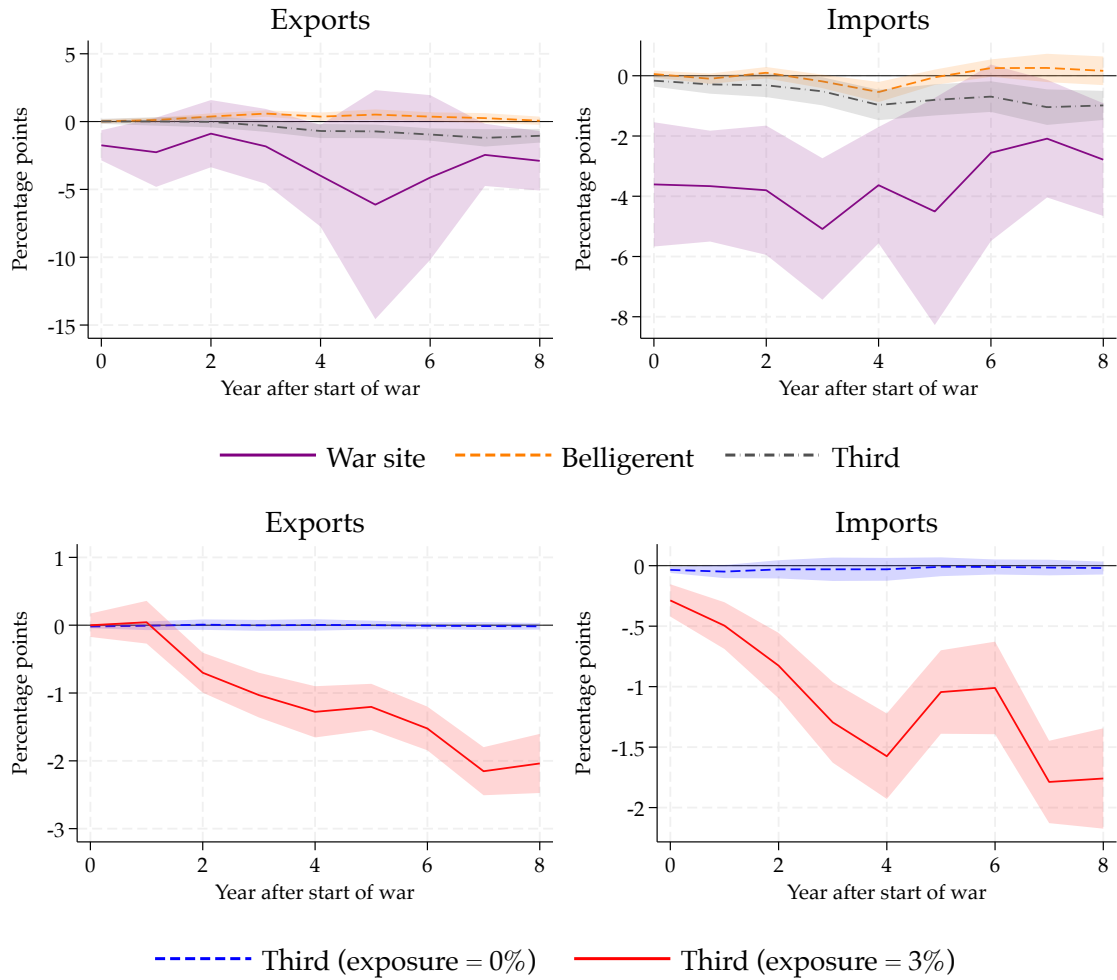 Exports
Percentage points
5
0
-5
-10
-15
0 2 4 6 8
Year after start of war
Imports
Percentage points
0
-2
-4
-6
-8
0 2 4 6 8
Year after start of war
War site Belligerent Third
Exports
Percentage points
1
0
-1
-2
-3
0 2 4 6 8
Year after start of war
Imports
Percentage points
0
-.5
-1
-1.5
-2
0 2 4 6 8
Year after start of war
Third (exposure = 0%) Third (exposure = 3%)